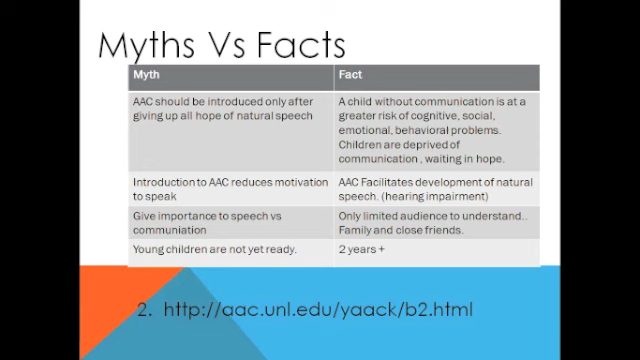 Myths Vs Facts
Myth
Fact
AAC should be introduced only after
giving up all hope of natural speech
A child without communication is at a
greater risk of cognitive, social,
emotional, behavioral problems.
Children are deprived of
communication , waiting in hope.
Introduction to AAC reduces motivation
to speak
AAC Facilitates development of natural
speech. (hearing impairment)
Give importance to speech vs
communiation
Only limited audience to understand..
Family and close friends.
Young children are not yet ready.
2 years +
2. http://aac.unl.edu/yaack/b2.html